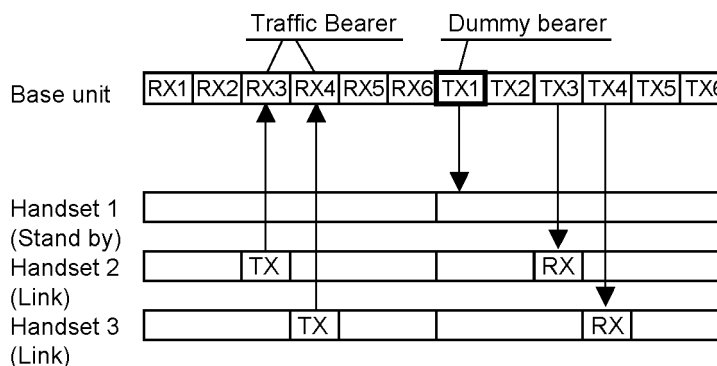 Traffic Bearer Dummy bearer
Base unit RX1 RX2 RX3 RX4 RX5 RX6 TX1 TX2 TX3 TX4 TX5 TX6
Handset 1
(Stand by)
Handset 2 TX RX
(Link)
Handset 3 TX RX
(Link)